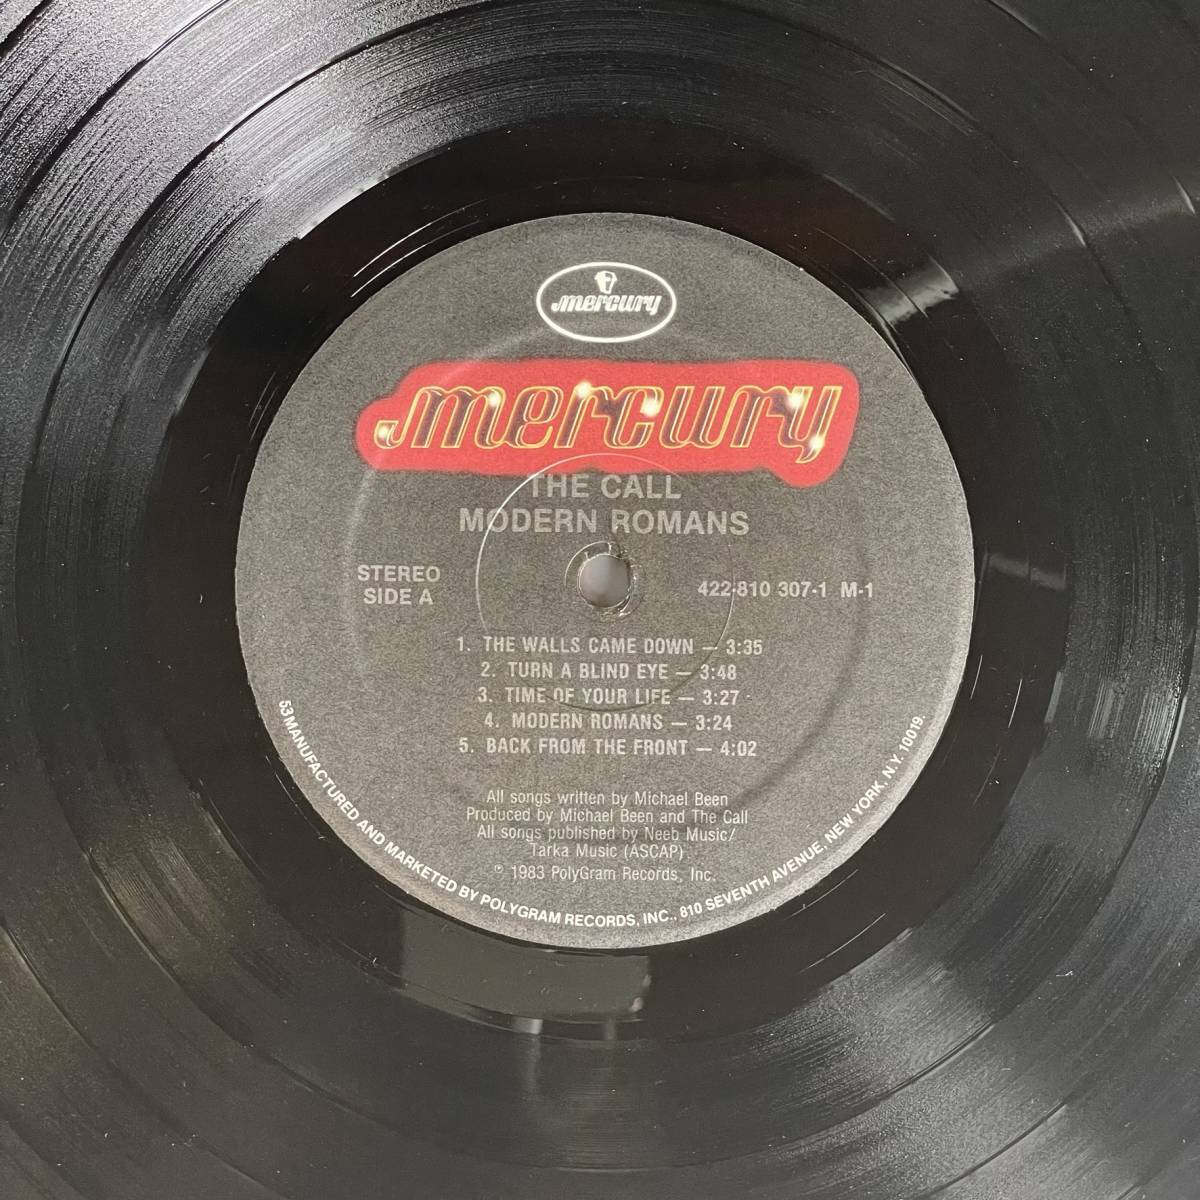 mercury
mercury
THE CALL
MODERN ROMANS
STEREO
SIDE A
422-810 307-1 M-1
1. THE WALLS CAME DOWN — 3:35
2. TURN A BLIND EYE — 3:48
3. TIME OF YOUR LIFE — 3:27
4. MODERN ROMANS — 3:24
5. BACK FROM THE FRONT — 4:02
All songs written by Michael Been
Produced by Michael Been and The Call
All songs published by Neeb Music/
Tarka Music (ASCAP)
℗ 1983 PolyGram Records, Inc.
53 MANUFACTURED AND MARKETED BY POLYGRAM RECORDS, INC., 810 SEVENTH AVENUE, NEW YORK, N.Y. 10019.